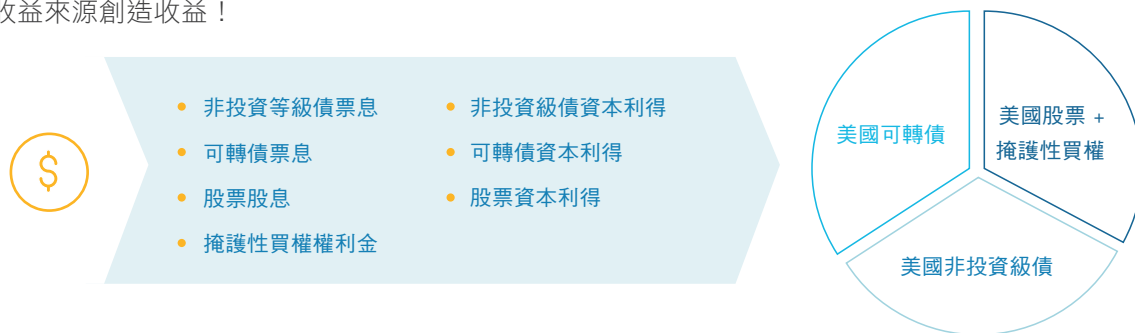 收益來源創造收益！
非投資等級債票息
可轉債票息
股票股息
掩護性買權權利金
非投資級債資本利得
可轉債資本利得
股票資本利得
$
美國可轉債
美國股票 +
掩護性買權
美國非投資級債